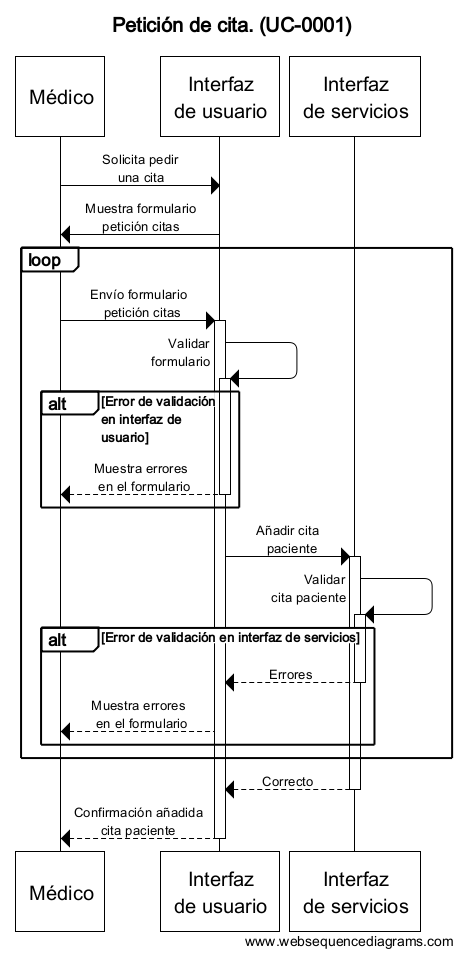 Petición de cita. (UC-0001)
Médico
Interfaz
de usuario
Interfaz
de servicios
Solicita pedir
una cita
Muestra formulario
petición citas
loop
Envío formulario
petición citas
Validar
formulario
alt
[Error de validación
en interfaz de
usuario]
Muestra errores
en el formulario
Añadir cita
paciente
Validar
cita paciente
alt
[Error de validación en interfaz de servicios]
Errores
Muestra errores
en el formulario
Correcto
Confirmación añadida
cita paciente
Médico
Interfaz
de usuario
Interfaz
de servicios
www.websequencediagrams.com